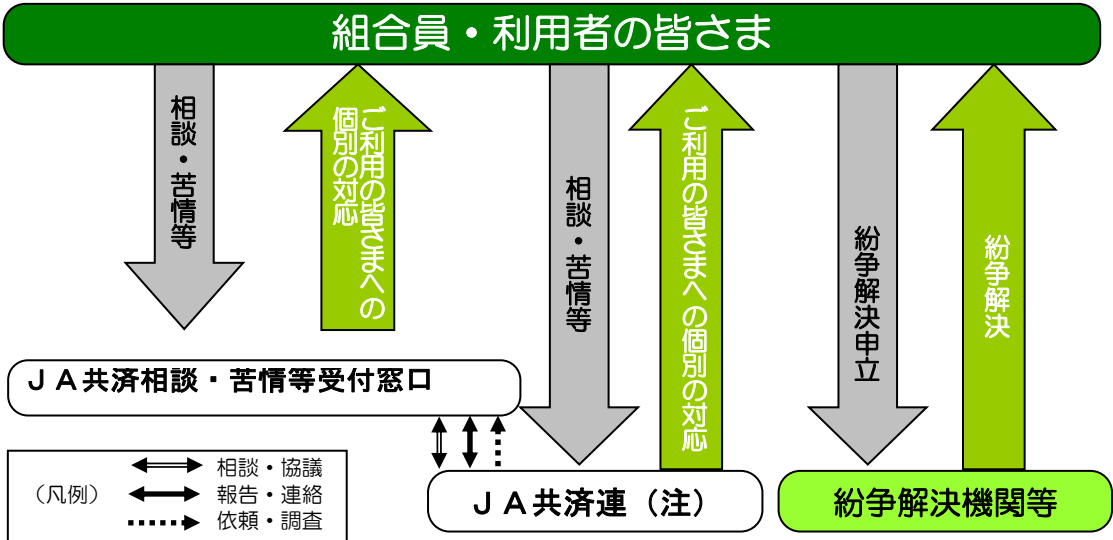 組合員・利用者の皆さま
相談・苦情等
ご利用の皆さまへの
個別の対応
相談・苦情等
ご利用の皆さまへの個別の対応
紛争解決申立
紛争解決
ＪＡ共済相談・苦情等受付窓口
ＪＡ共済連（注）
紛争解決機関等
（凡例）
相談・協議
報告・連絡
依頼・調査